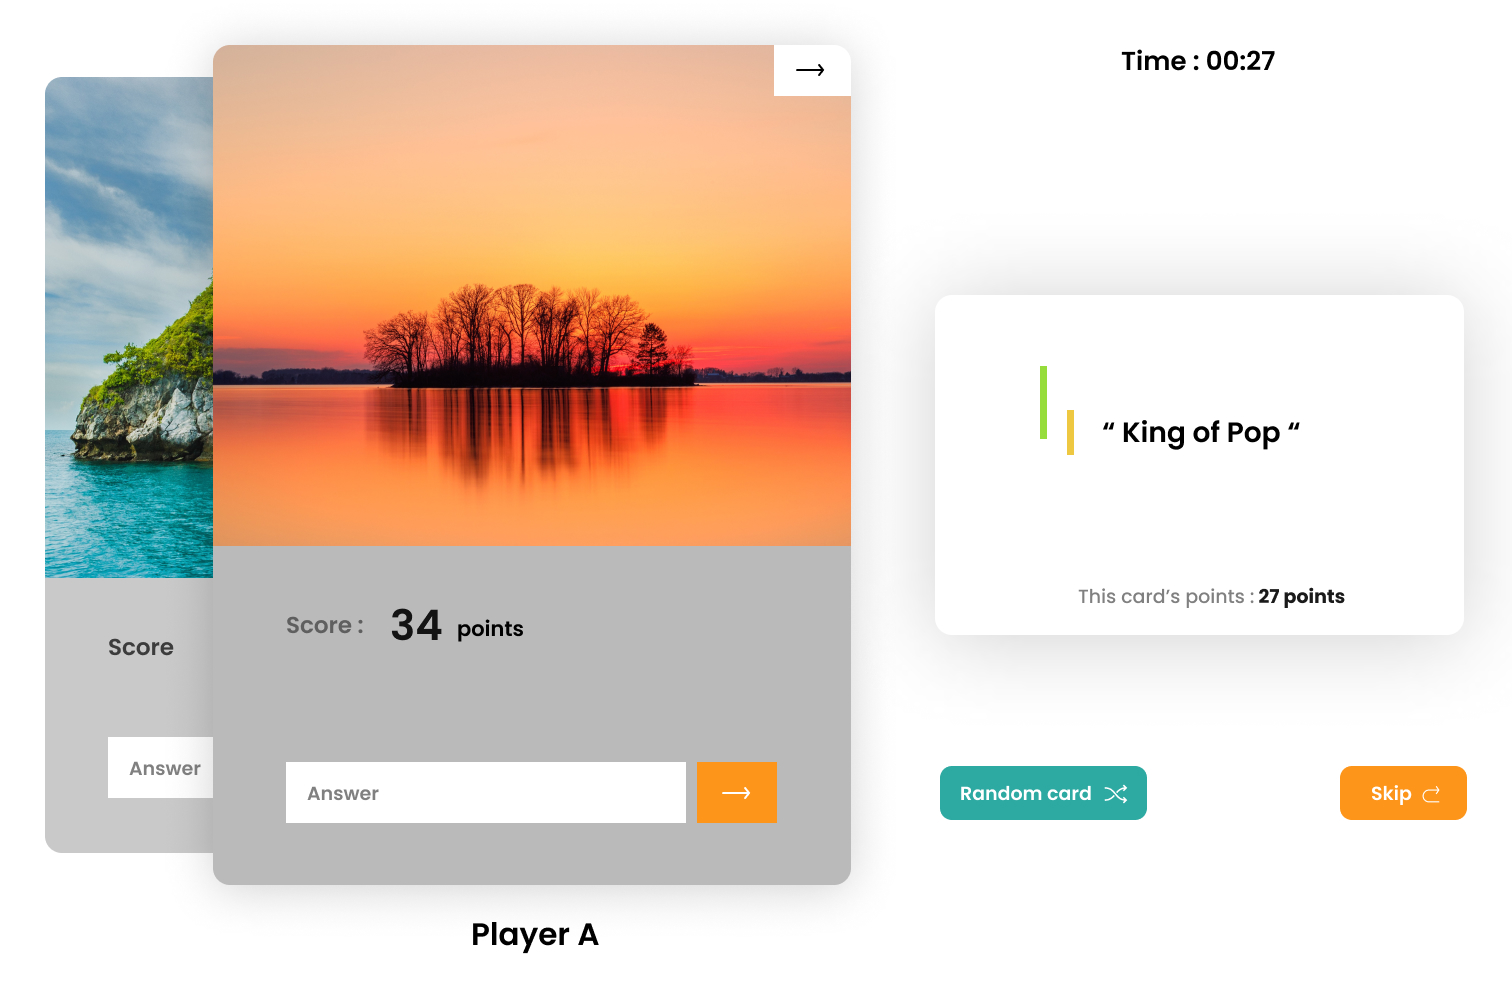 Time : 00:27
“ King of Pop “
This card’s points : 27 points
Score
Score : 34 points
Answer
Answer
Random card
Skip
Player A